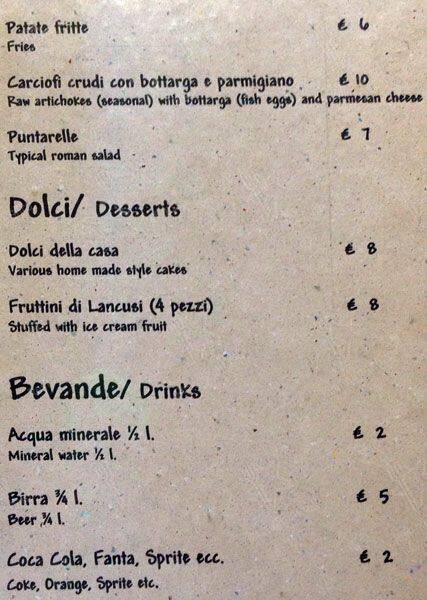 Patate fritte € 6
Fries
Carciofi crudi con bottarga e parmigiano € 10
Raw artichokes (seasonal) with bottarga (fish eggs) and parmesan cheese
Puntarelle € 7
Typical roman salad
Dolci/ Desserts
Dolci della casa € 8
Various home made style cakes
Fruttini di Lancusi (4 pezzi) € 8
Stuffed with ice cream fruit
Bevande/ Drinks
Acqua minerale ½ l. € 2
Mineral water ½ l.
Birra ¾ l. € 5
Beer ¾ l.
Coca Cola, Fanta, Sprite ecc. € 2
Coke, Orange, Sprite etc.